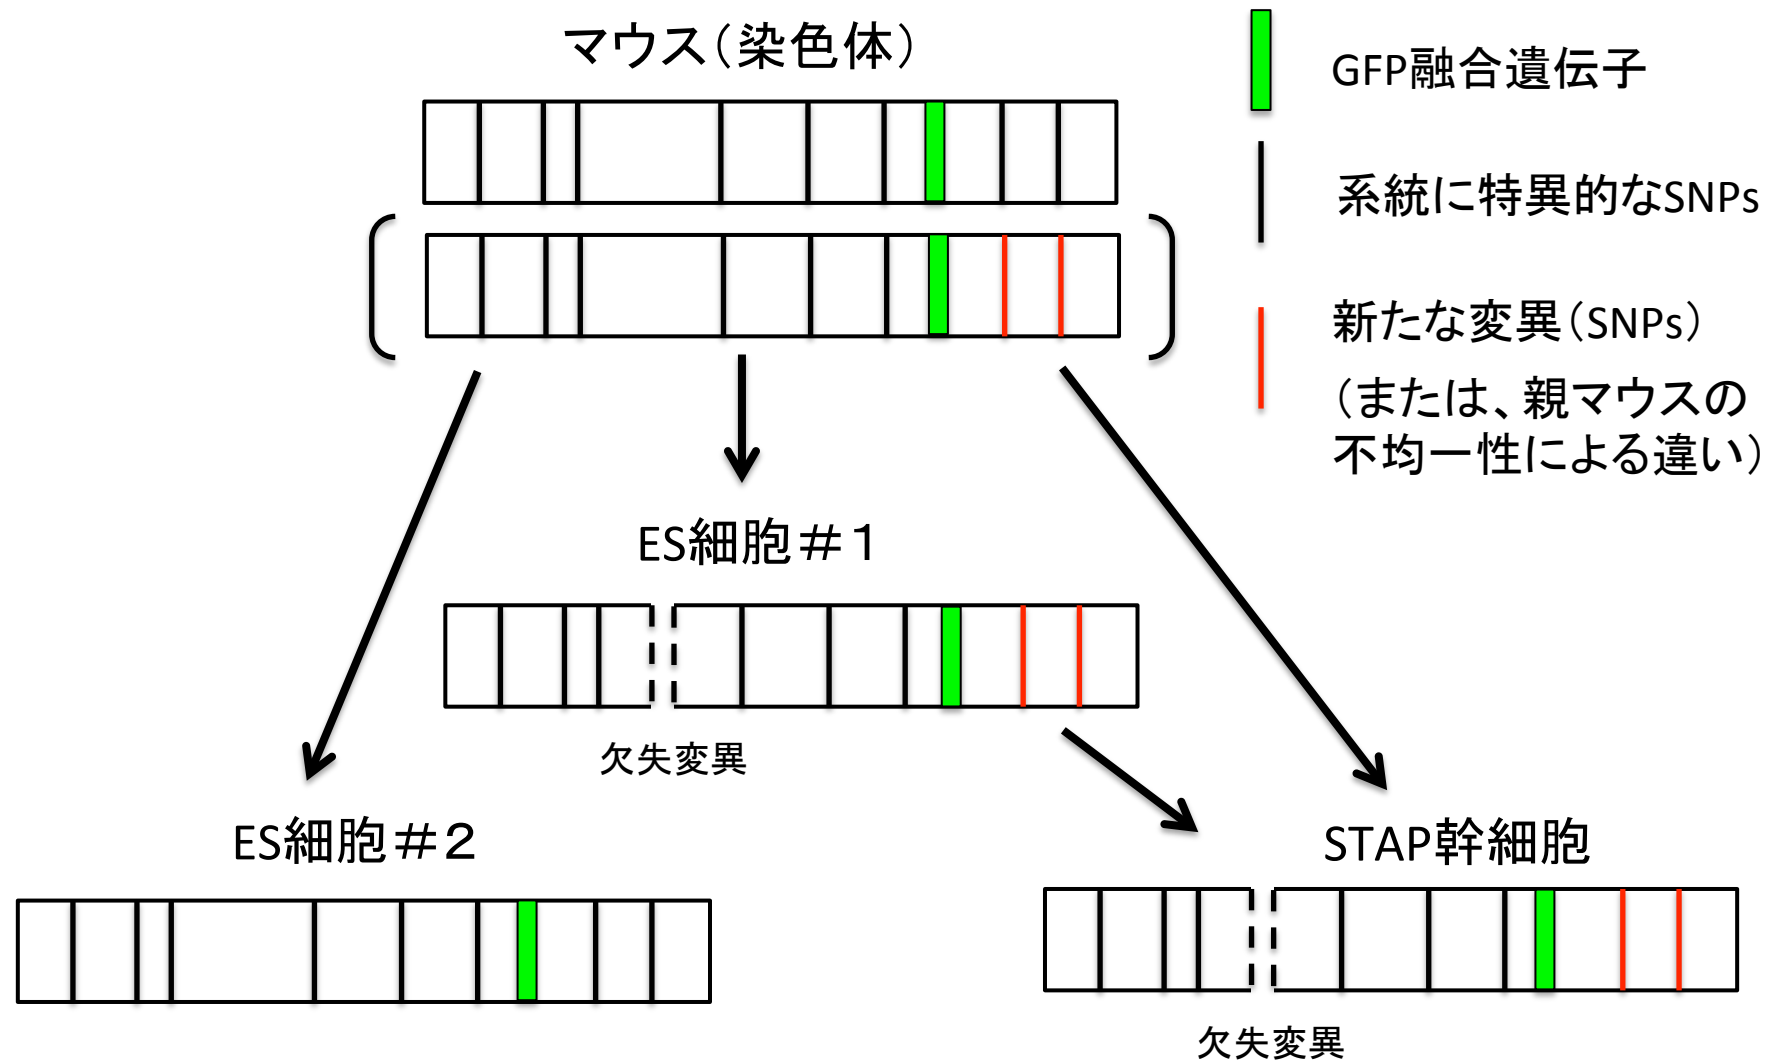 マウス（染色体）
GFP融合遺伝子
系統に特異的なSNPs
新たな変異（SNPs）
（または、親マウスの
不均一性による違い）
ES細胞＃１
欠失変異
ES細胞＃２
STAP幹細胞
欠失変異